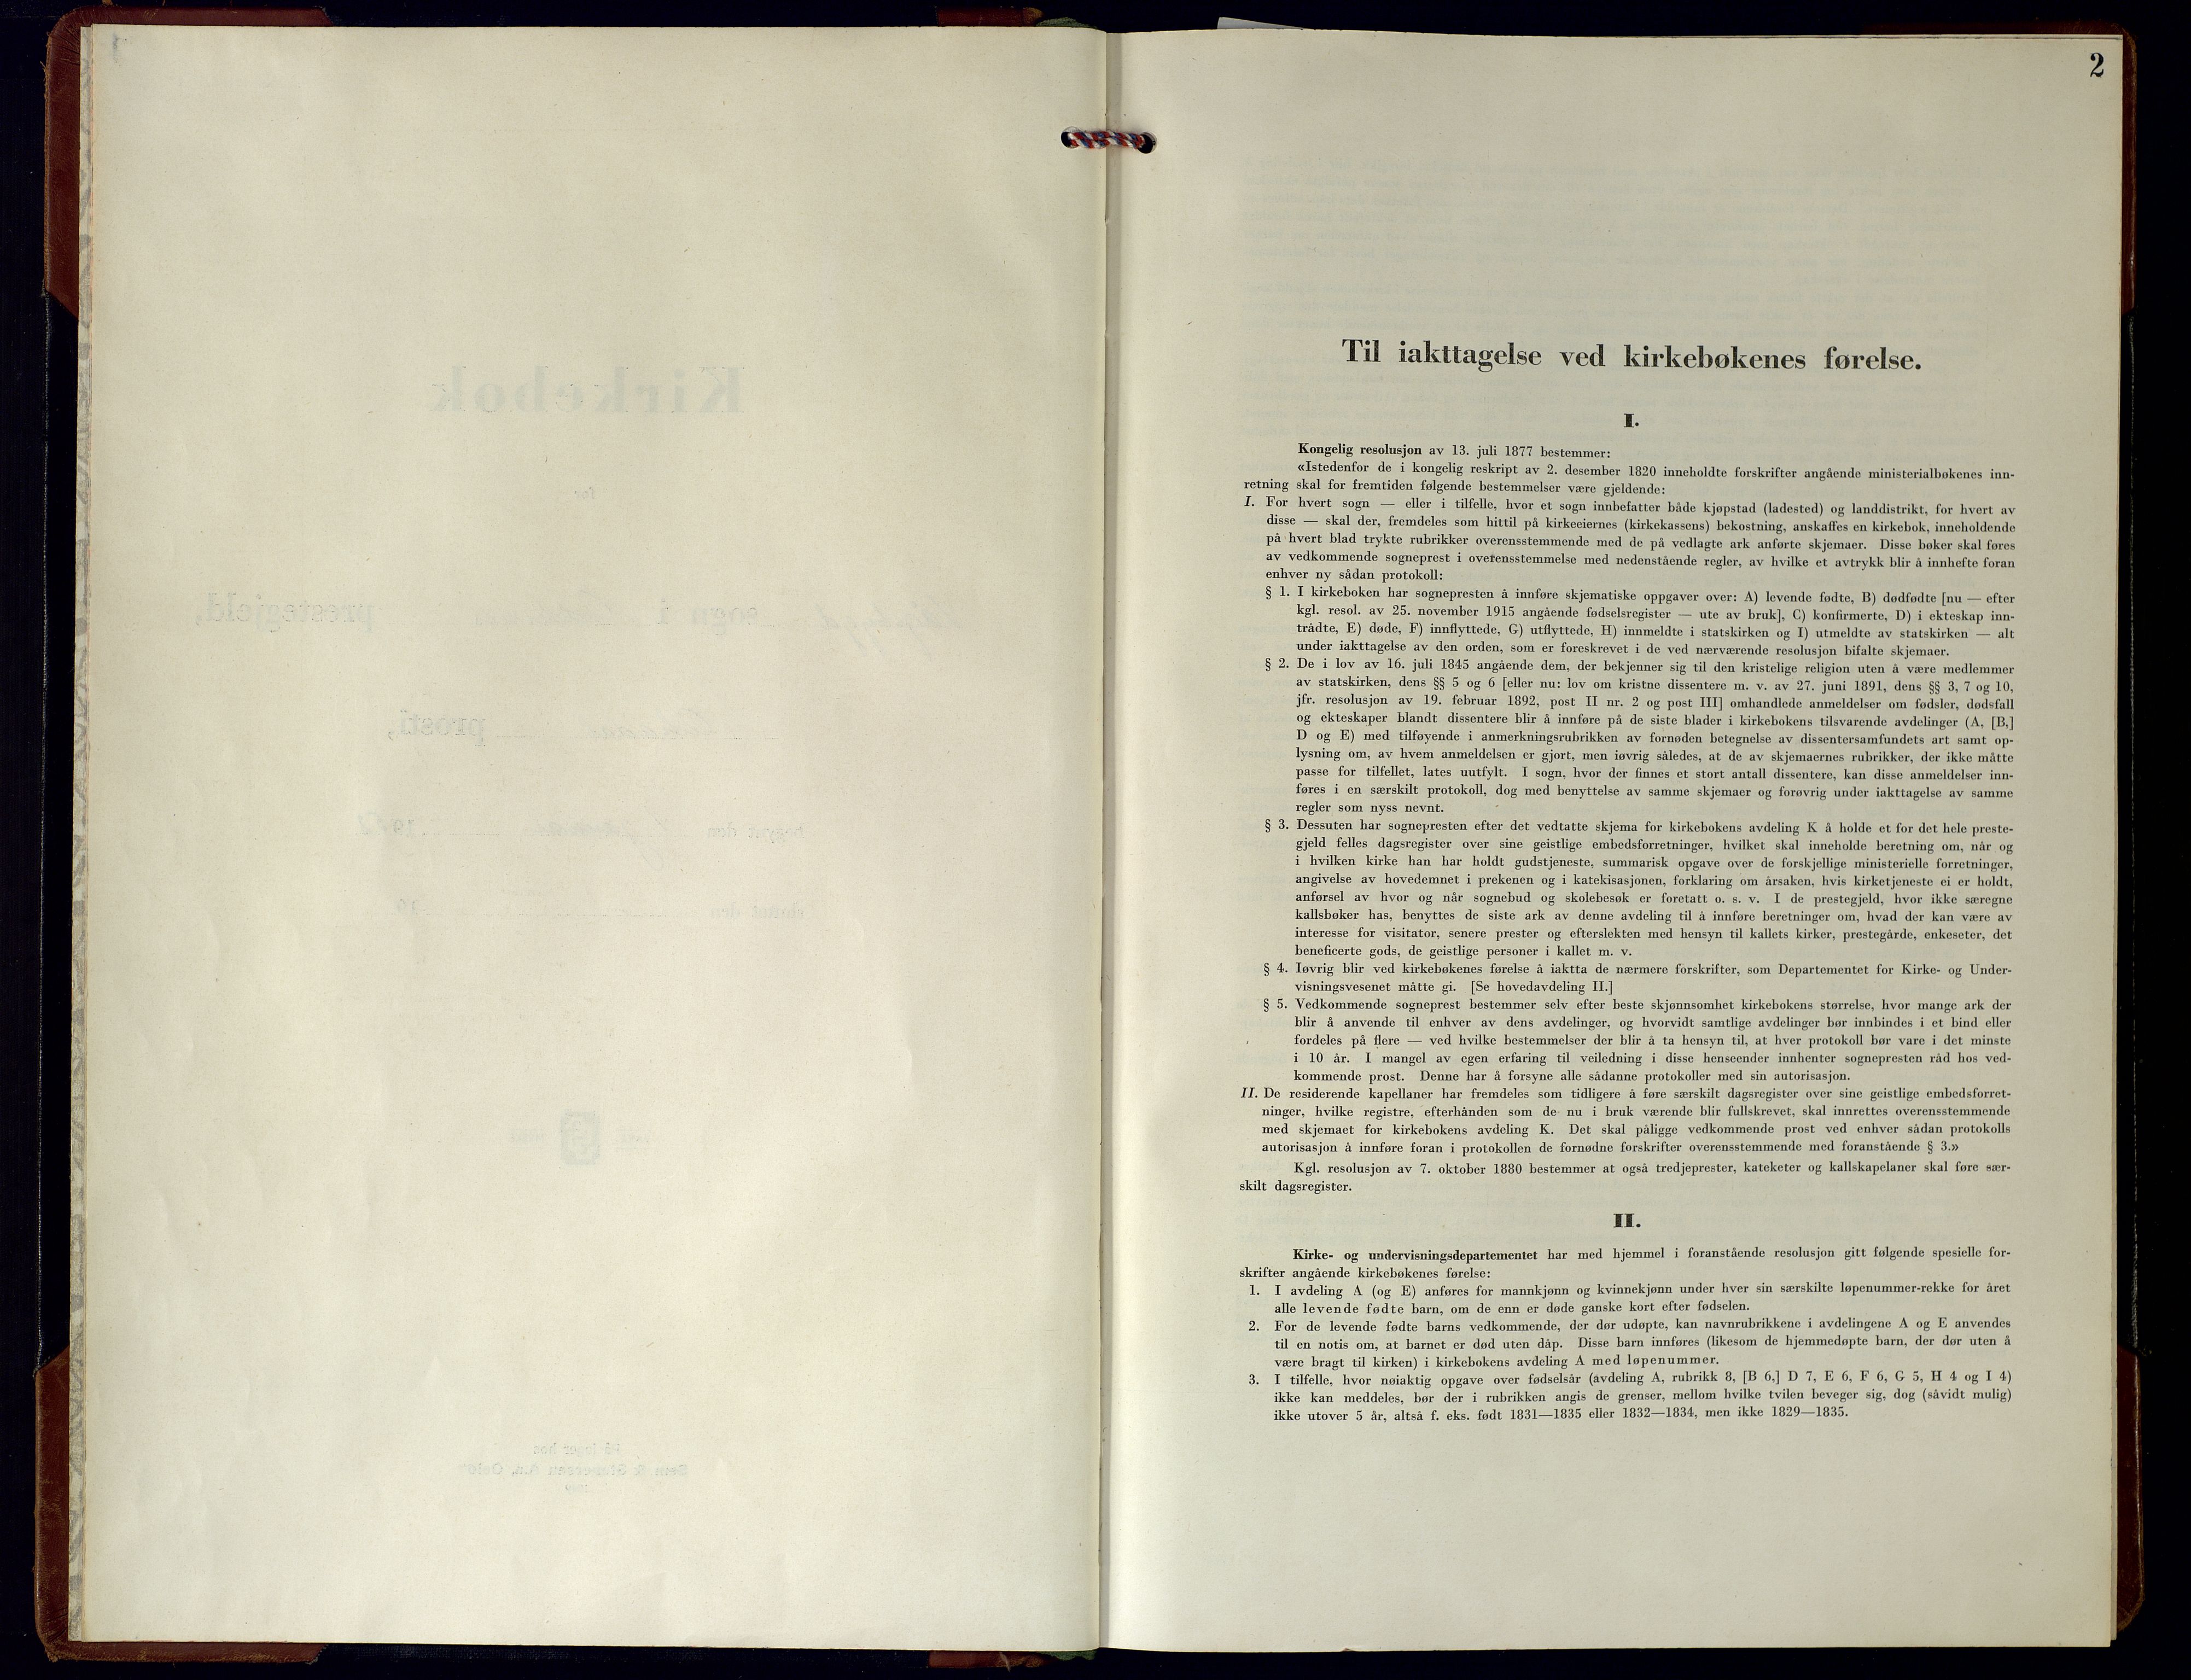 2
Til iakttagelse ved kirkebøkenes førelse.
I.
Kongelig resolusjon av 13. juli 1877 bestemmer:
«Istedenfor de i kongelig reskript av 2. desember 1820 inneholdte forskrifter angående ministerialbøkenes inn-
retning skal for fremtiden følgende bestemmelser være gjeldende:
I. For hvert sogn — eller i tilfelle, hvor et sogn innbefatter både kjøpstad (ladested) og landdistrikt, for hvert av
disse — skal der, fremdeles som hittil på kirkeeiernes (kirkekassens) bekostning, anskaffes en kirkebok, inneholdende
på hvert blad trykte rubrikker overensstemmende med de på vedlagte ark anførte skjemaer. Disse bøker skal føres
av vedkommende sogneprest i overensstemmelse med nedenstående regler, av hvilke et avtrykk blir å innhefte foran
enhver ny sådan protokoll:
§ 1. I kirkeboken har sognepresten å innføre skjematiske oppgaver over: A) levende fødte, B) dødfødte [nu — efter
kgl. resol. av 25. november 1915 angående fødselsregister — ute av bruk], C) konfirmerte, D) i ekteskap inn-
trådte, E) døde, F) innflyttede, G) utflyttede, H) innmeldte i statskirken og I) utmeldte av statskirken — alt
under iakttagelse av den orden, som er foreskrevet i de ved nærværende resolusjon bifalte skjemaer.
§ 2. De i lov av 16. juli 1845 angående dem, der bekjenner sig til den kristelige religion uten å være medlemmer
av statskirken, dens §§ 5 og 6 [eller nu: lov om kristne dissentere m. v. av 27. juni 1891, dens §§ 3, 7 og 10,
jfr. resolusjon av 19. februar 1892, post II nr. 2 og post III] omhandlede anmeldelser om fødsler, dødsfall
og ekteskaper blandt dissentere blir å innføre på de siste blader i kirkebokens tilsvarende avdelinger (A, [B,]
D og E) med tilføyende i anmerkningsrubrikken av fornøden betegnelse av dissentersamfundets art samt op-
lysning om, av hvem anmeldelsen er gjort, men iøvrig således, at de av skjemaernes rubrikker, der ikke måtte
passe for tilfellet, lates uutfylt. I sogn, hvor der finnes et stort antall dissentere, kan disse anmeldelser inn-
føres i en særskilt protokoll, dog med benyttelse av samme skjemaer og forøvrig under iakttagelse av samme
regler som nyss nevnt.
§ 3. Dessuten har sognepresten efter det vedtatte skjema for kirkebokens avdeling K å holde et for det hele preste-
gjeld felles dagsregister over sine geistlige embedsforretninger, hvilket skal inneholde beretning om, når og
i hvilken kirke han har holdt gudstjeneste, summarisk opgave over de forskjellige ministerielle forretninger,
angivelse av hovedemnet i prekenen og i katekisasjonen, forklaring om årsaken, hvis kirketjeneste ei er holdt,
anførsel av hvor og når sognebud og skolebesøk er foretatt o. s. v. I de prestegjeld, hvor ikke særegne
kallsbøker has, benyttes de siste ark av denne avdeling til å innføre beretninger om, hvad der kan være av
interesse for visitator, senere prester og efterslekten med hensyn til kallets kirker, prestegårde, enkeseter, det
beneficerte gods, de geistlige personer i kallet m. v.
§ 4. Iøvrig blir ved kirkebøkenes førelse å iaktta de nærmere forskrifter, som Departementet for Kirke- og Under-
visningsvesenet måtte gi. [Se hovedavdeling II.]
§ 5. Vedkommende sogneprest bestemmer selv efter beste skjønnsomhet kirkebokens størrelse, hvor mange ark der
blir å anvende til enhver av dens avdelinger, og hvorvidt samtlige avdelinger bør innbindes i et bind eller
fordeles på flere — ved hvilke bestemmelser der blir å ta hensyn til, at hver protokoll bør vare i det minste
i 10 år. I mangel av egen erfaring til veiledning i disse henseender innhenter sognepresten råd hos ved-
kommende prost. Denne har å forsyne alle sådanne protokoller med sin autorisasjon.
II. De residerende kapellaner har fremdeles som tidligere å føre særskilt dagsregister over sine geistlige embedsforret-
ninger, hvilke registre, efterhånden som de nu i bruk værende blir fullskrevet, skal innrettes overensstemmende
med skjemaet for kirkebokens avdeling K. Det skal påligge vedkommende prost ved enhver sådan protokolls
autorisasjon å innføre foran i protokollen de fornødne forskrifter overensstemmende med foranstående § 3.»
Kgl. resolusjon av 7. oktober 1880 bestemmer at også tredjeprester, kateketer og kallskapelaner skal føre sær-
skilt dagsregister.
II.
Kirke- og undervisningsdepartementet har med hjemmel i foranstående resolusjon gitt følgende spesielle for-
skrifter angående kirkebøkenes førelse:
1. I avdeling A (og E) anføres for mannkjønn og kvinnekjønn under hver sin særskilte løpenummer-rekke for året
alle levende fødte barn, om de enn er døde ganske kort efter fødselen.
2. For de levende fødte barns vedkommende, der dør udøpte, kan navnrubrikkene i avdelingene A og E anvendes
til en notis om, at barnet er død uten dåp. Disse barn innføres (likesom de hjemmedøpte barn, der dør uten å
være bragt til kirken) i kirkebokens avdeling A med løpenummer.
3. I tilfelle, hvor nøiaktig opgave over fødselsår (avdeling A, rubrikk 8, [B 6,] D 7, E 6, F 6, G 5, H 4 og I 4)
ikke kan meddeles, bør der i rubrikken angis de grenser, mellom hvilke tvilen beveger sig, dog (såvidt mulig)
ikke utover 5 år, altså f. eks. født 1831—1835 eller 1832—1834, men ikke 1829—1835.